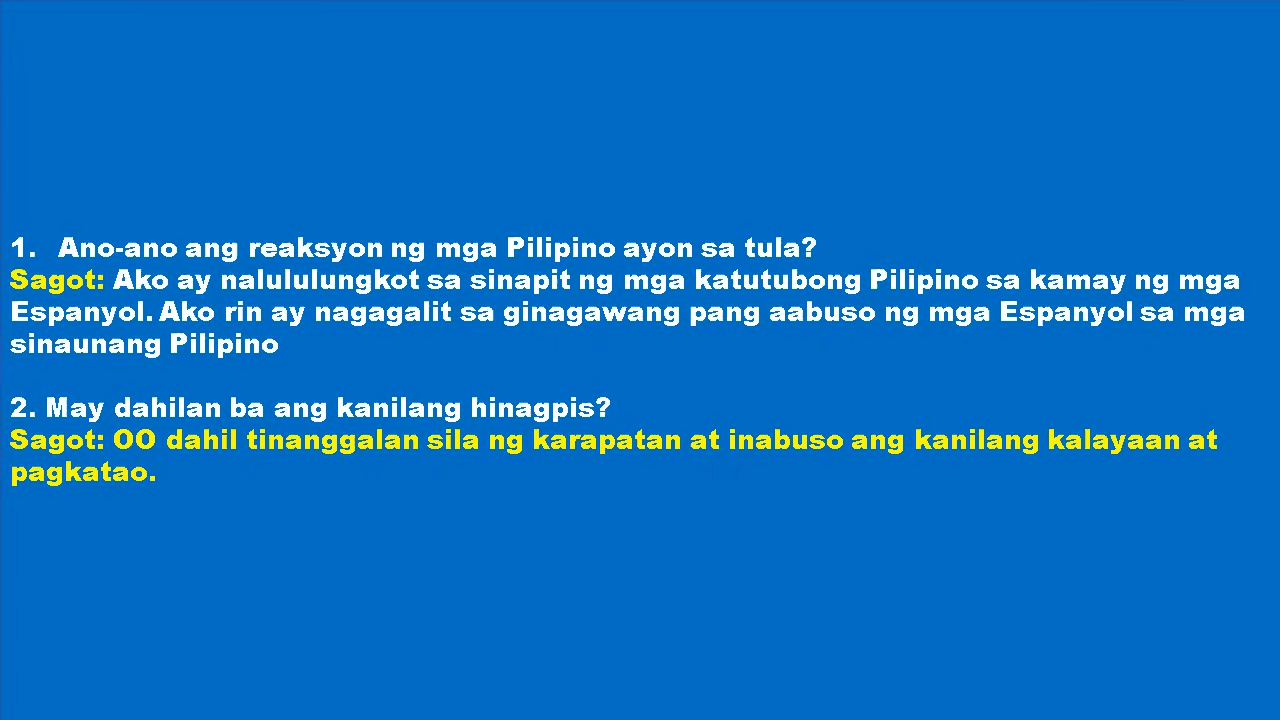 1. Ano-ano ang reaksyon ng mga Pilipino ayon sa tula?
Sagot: Ako ay nalululungkot sa sinapit ng mga katutubong Pilipino sa kamay ng mga
Espanyol. Ako rin ay nagagalit sa ginagawang pang aabuso ng mga Espanyol sa mga
sinaunang Pilipino
2. May dahilan ba ang kanilang hinagpis?
Sagot: OO dahil tinanggalan sila ng karapatan at inabuso ang kanilang kalayaan at
pagkatao.